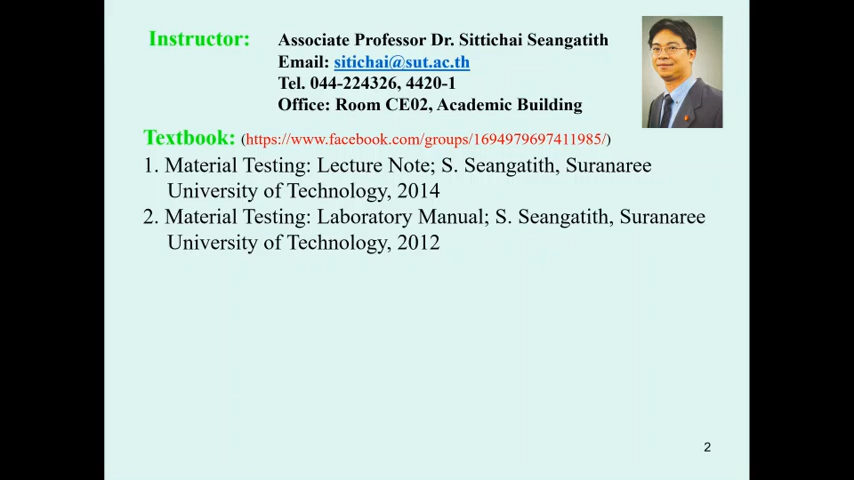 Instructor: Associate Professor Dr. Sittichai Seangatith
Email: sitichai@sut.ac.th
Tel. 044-224326, 4420-1
Office: Room CE02, Academic Building
Textbook: (https://www.facebook.com/groups/1694979697411985/)
1. Material Testing: Lecture Note; S. Seangatith, Suranaree
University of Technology, 2014
2. Material Testing: Laboratory Manual; S. Seangatith, Suranaree
University of Technology, 2012
2